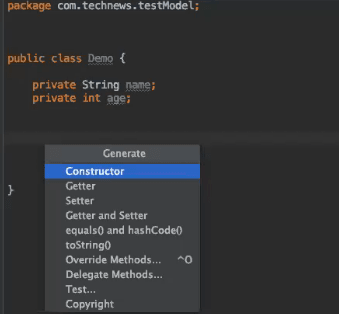 package com.technews.testModel;
public class Demo {
private String name;
private int age;
Generate
Constructor
Getter
Setter
Getter and Setter
equals() and hashCode()
toString()
Override Methods... ^O
Delegate Methods...
Test...
Copyright
}